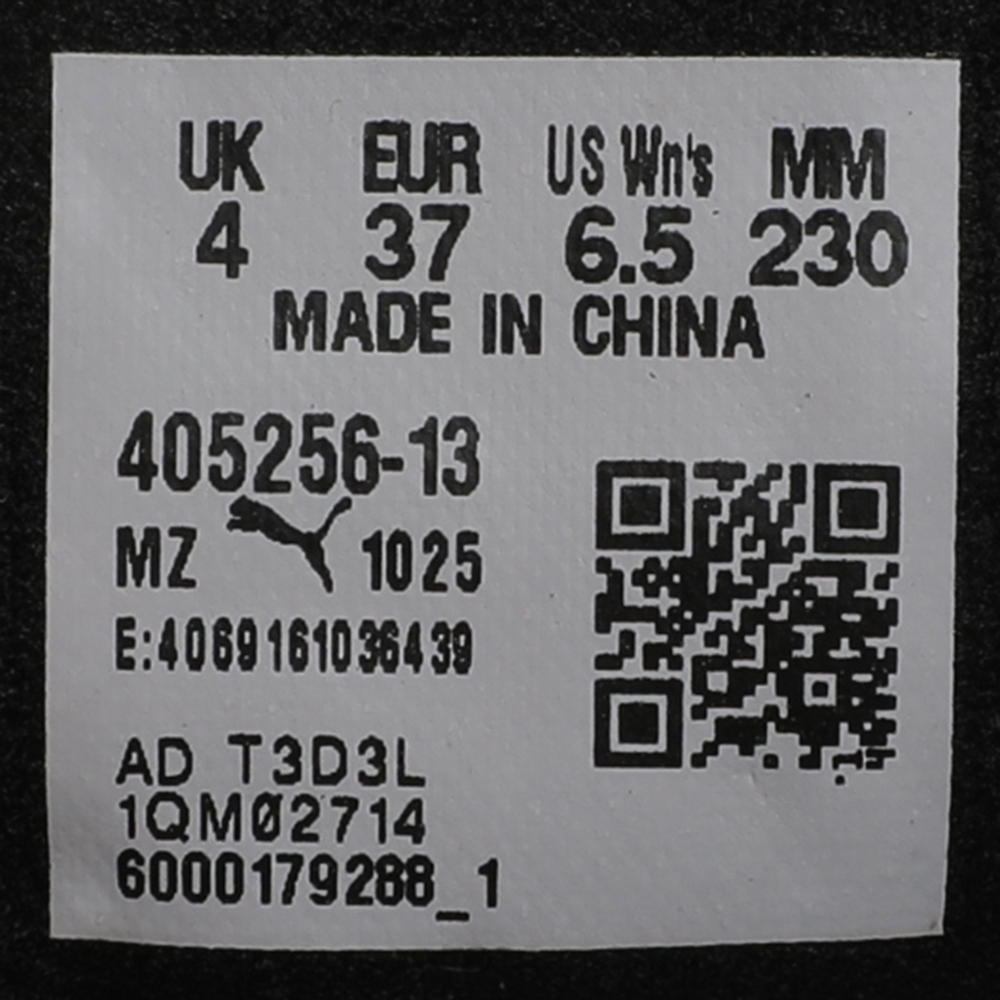 UK EUR US Wn's MM
4 37 6.5 230
MADE IN CHINA
405256-13
MZ 1025
E:4069161036439
AD T3D3L
1QMØ2714
6000179288_1